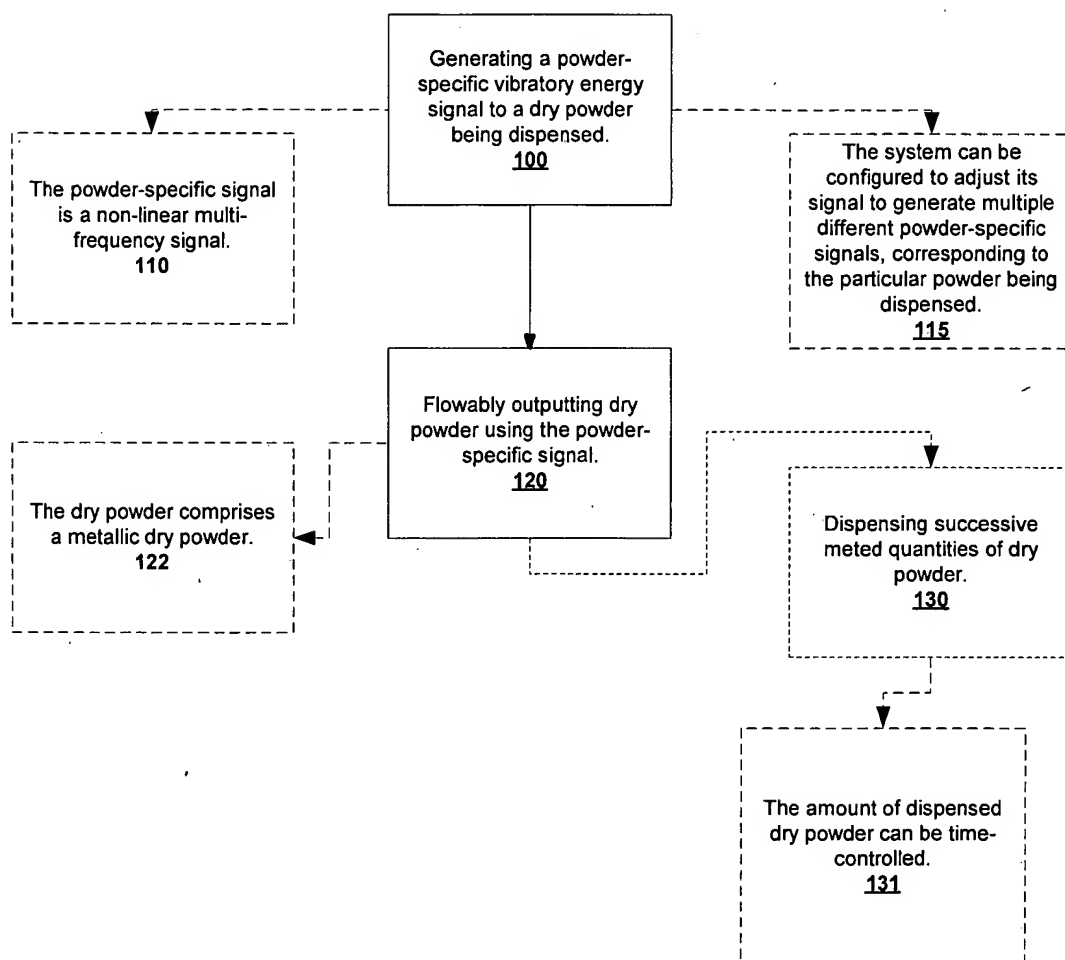 Generating a powder-
specific vibratory energy
signal to a dry powder
being dispensed.
100
The powder-specific signal
is a non-linear multi-
frequency signal.
110
The system can be
configured to adjust its
signal to generate multiple
different powder-specific
signals, corresponding to
the particular powder being
dispensed.
115
Flowably outputting dry
powder using the powder-
specific signal.
120
The dry powder comprises
a metallic dry powder.
122
Dispensing successive
meted quantities of dry
powder.
130
The amount of dispensed
dry powder can be time-
controlled.
131